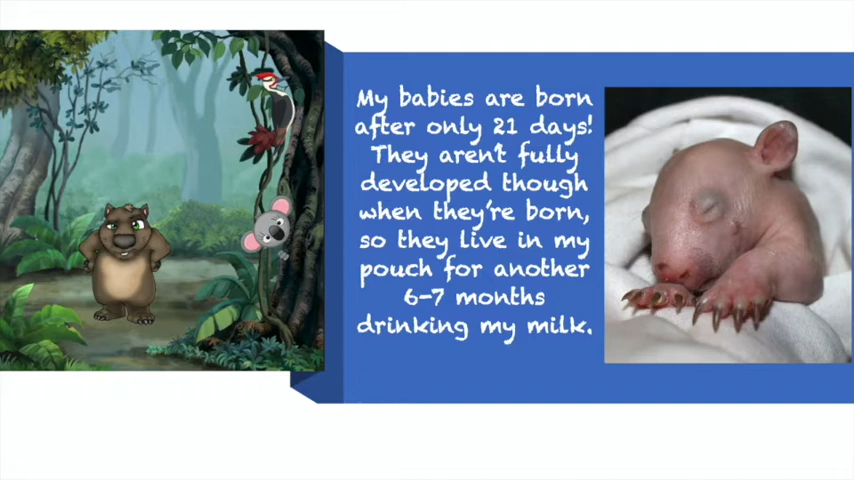 My babies are born
after only 21 days!
They aren't fully
developed though
when they're born,
so they live in my
pouch for another
6-7 months
drinking my milk.